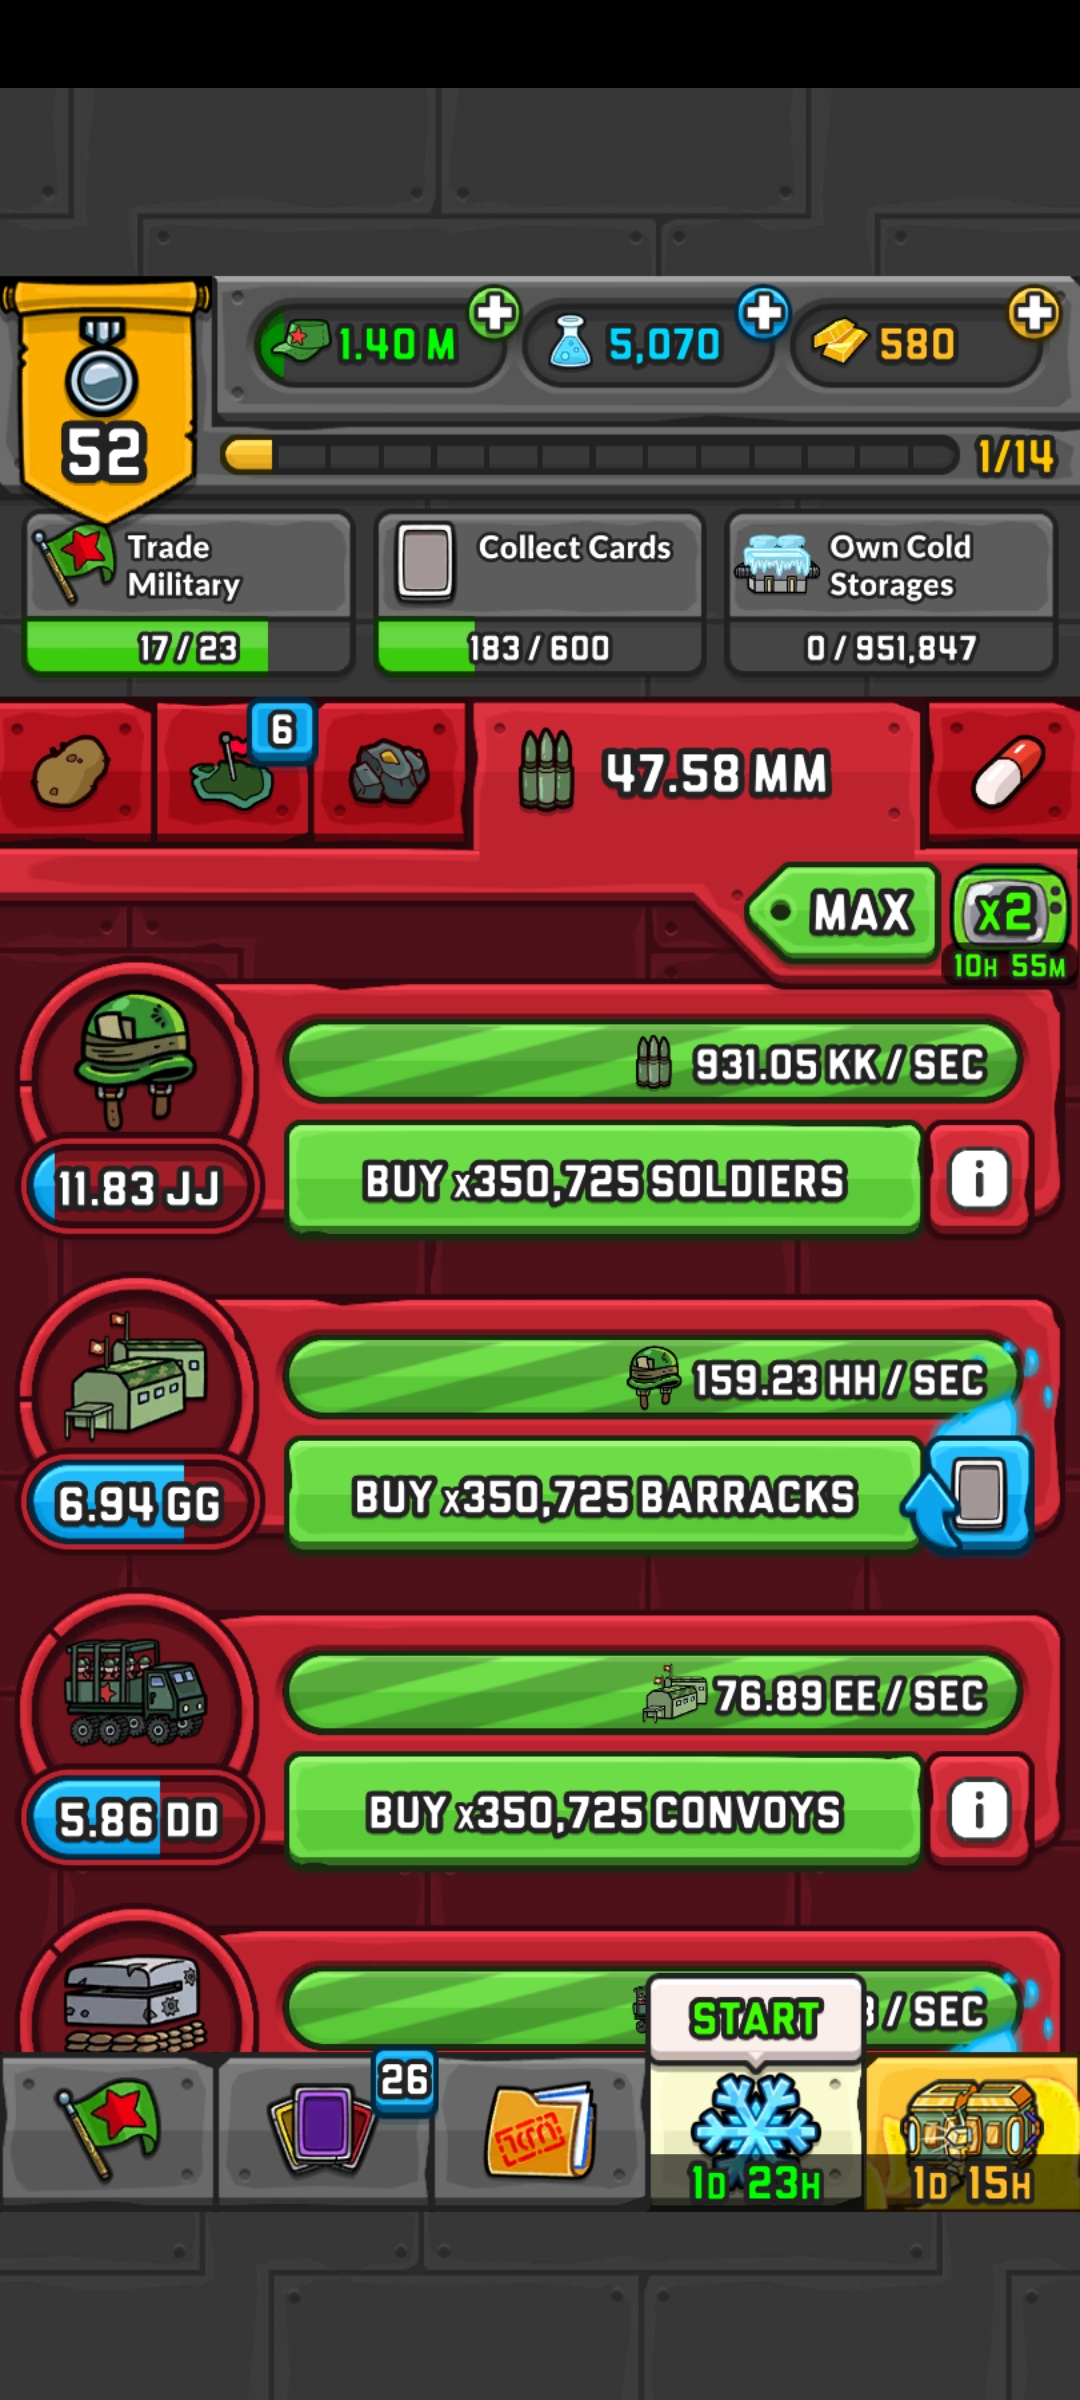 1.40 M
5,070
580
52
1/14
Trade
Military
17/23
Collect Cards
183/600
Own Cold
Storages
0/951,847
6
47.58 MM
MAX
x2
10H 55M
931.05 KK/SEC
11.83 JJ
BUY x350,725 SOLDIERS
159.23 HH/SEC
6.94 GG
BUY x350,725 BARRACKS
76.89 EE/SEC
5.86 DD
BUY x350,725 CONVOYS
/SEC
START
26
1D 23H
1D 15H